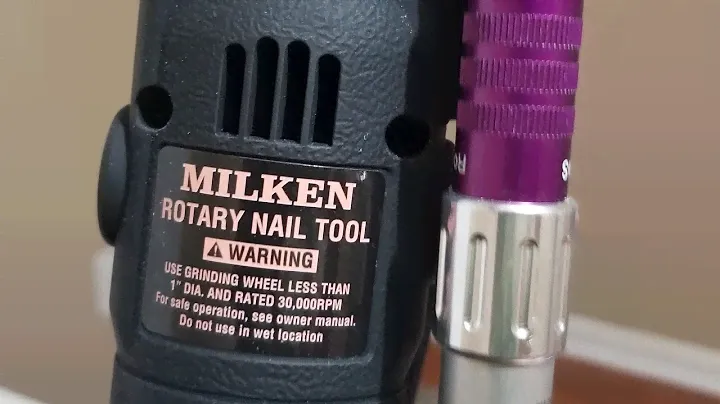 MILKEN
ROTARY NAIL TOOL
⚠ WARNING
USE GRINDING WHEEL LESS THAN
1" DIA. AND RATED 30,000RPM
For safe operation, see owner manual.
Do not use in wet location